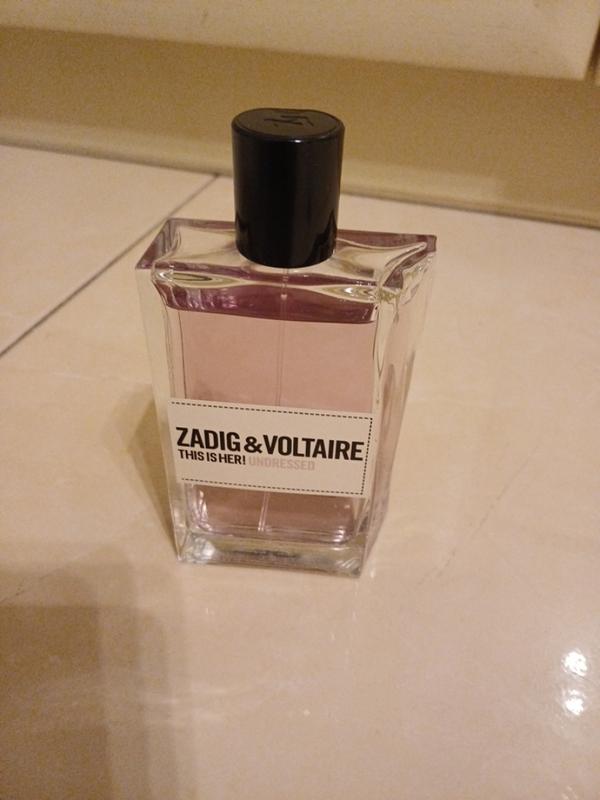 ZADIG & VOLTAIRE
THIS IS HER! UNDRESSED